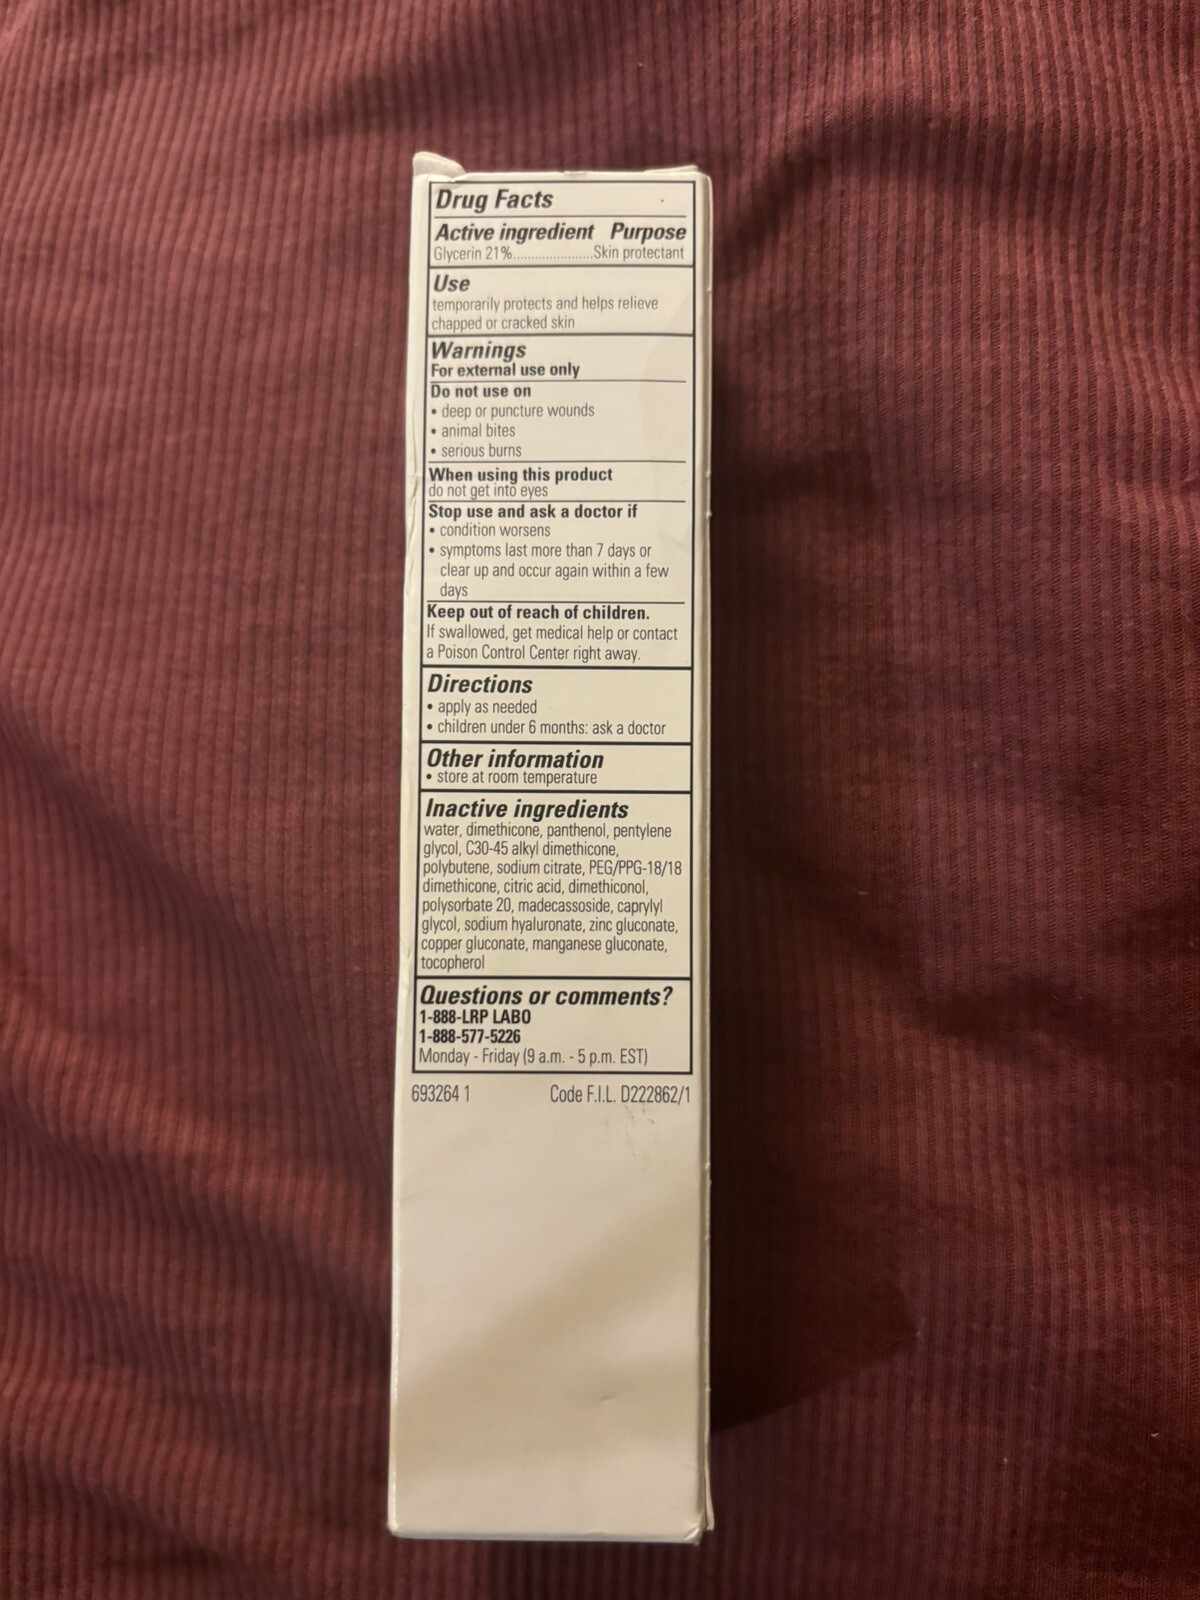 Drug Facts
Active ingredient Purpose
Glycerin 21%......................Skin protectant
Use
temporarily protects and helps relieve
chapped or cracked skin
Warnings
For external use only
Do not use on
• deep or puncture wounds
• animal bites
• serious burns
When using this product
do not get into eyes
Stop use and ask a doctor if
• condition worsens
• symptoms last more than 7 days or
clear up and occur again within a few
days
Keep out of reach of children.
If swallowed, get medical help or contact
a Poison Control Center right away.
Directions
• apply as needed
• children under 6 months: ask a doctor
Other information
• store at room temperature
Inactive ingredients
water, dimethicone, panthenol, pentylene
glycol, C30-45 alkyl dimethicone,
polybutene, sodium citrate, PEG/PPG-18/18
dimethicone, citric acid, dimethiconol,
polysorbate 20, madecassoside, caprylyl
glycol, sodium hyaluronate, zinc gluconate,
copper gluconate, manganese gluconate,
tocopherol
Questions or comments?
1-888-LRP LABO
1-888-577-5226
Monday - Friday (9 a.m. - 5 p.m. EST)
693264 1 Code F.I.L. D222862/1